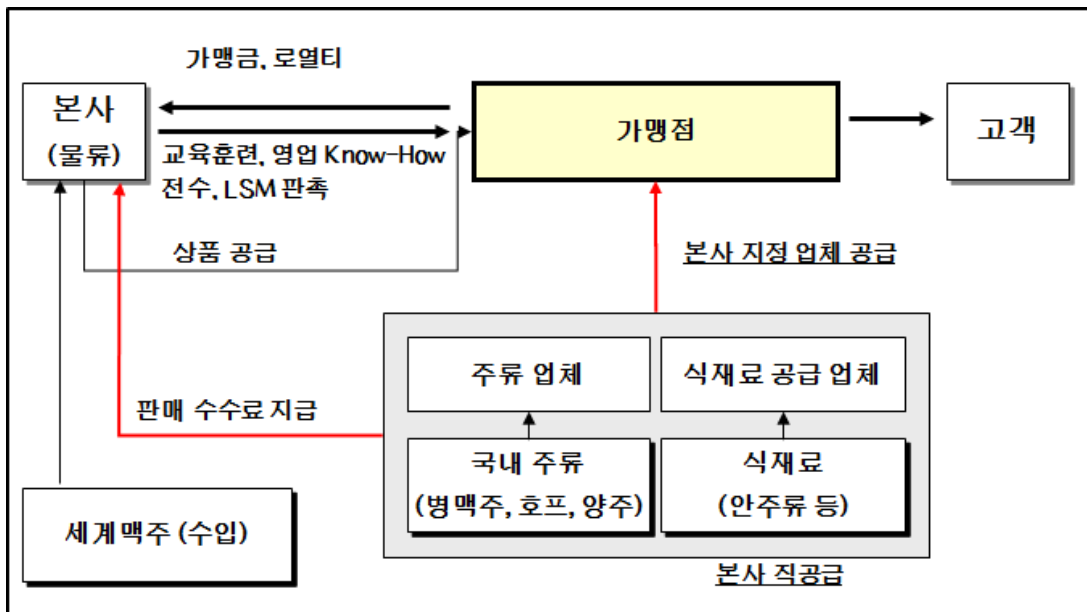 가맹금, 로열티
본사
(물류)
가맹점
고객
교육훈련, 영업 Know-How
전수, LSM 판촉
상품 공급
본사 지정 업체 공급
주류 업체
식재료 공급 업체
판매 수수료 지급
국내 주류
(병맥주, 호프, 양주)
식재료
(안주류 등)
세계맥주 (수입)
본사 직공급